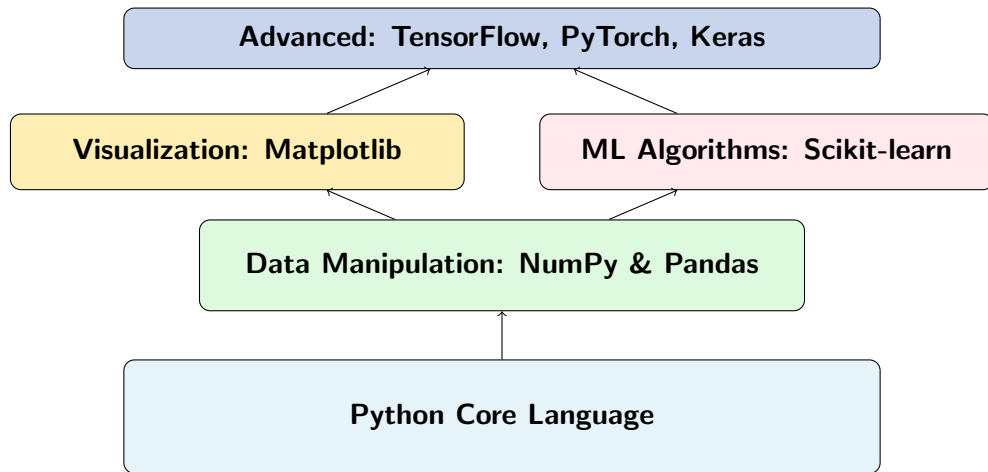 Advanced: TensorFlow, PyTorch, Keras
Visualization: Matplotlib
ML Algorithms: Scikit-learn
Data Manipulation: NumPy & Pandas
Python Core Language